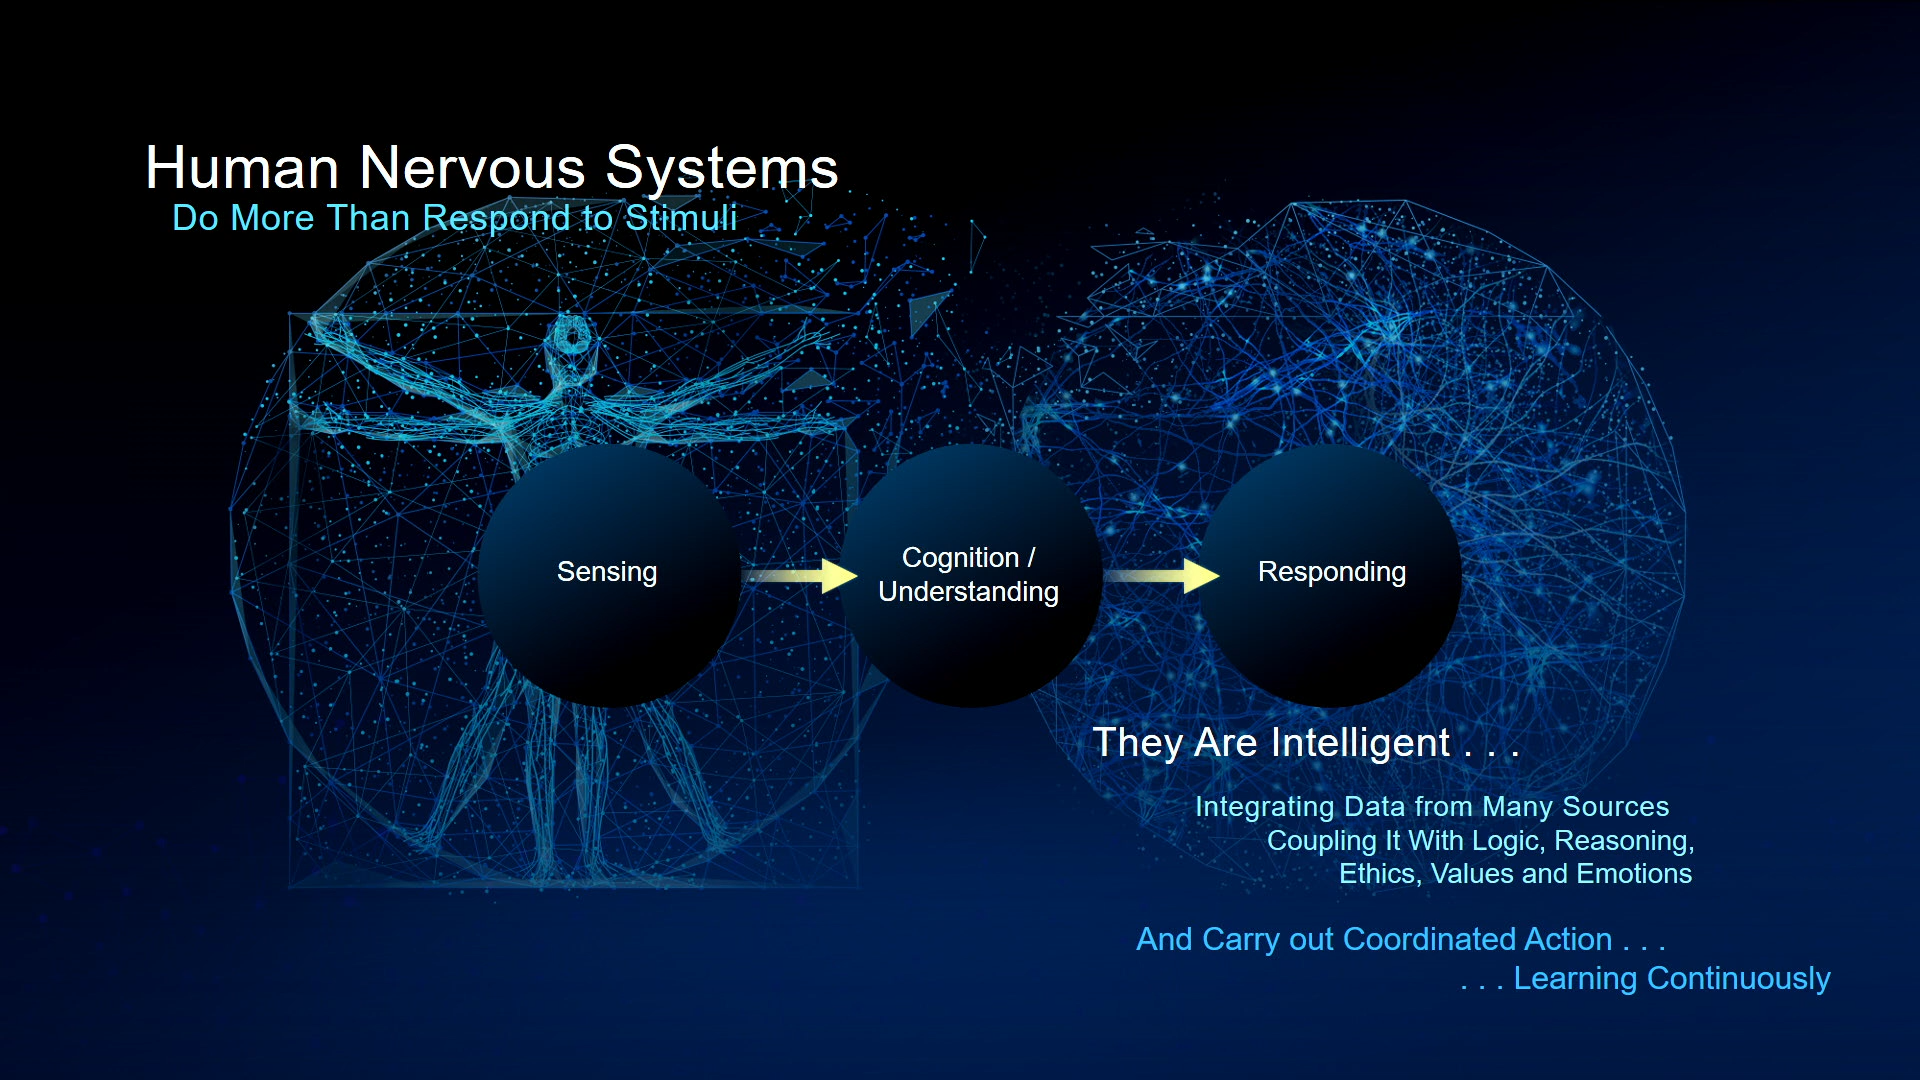 Human Nervous Systems
Do More Than Respond to Stimuli
Sensing
Cognition /
Understanding
Responding
They Are Intelligent . . .
Integrating Data from Many Sources
Coupling It With Logic, Reasoning,
Ethics, Values and Emotions
And Carry out Coordinated Action . . .
. . . Learning Continuously